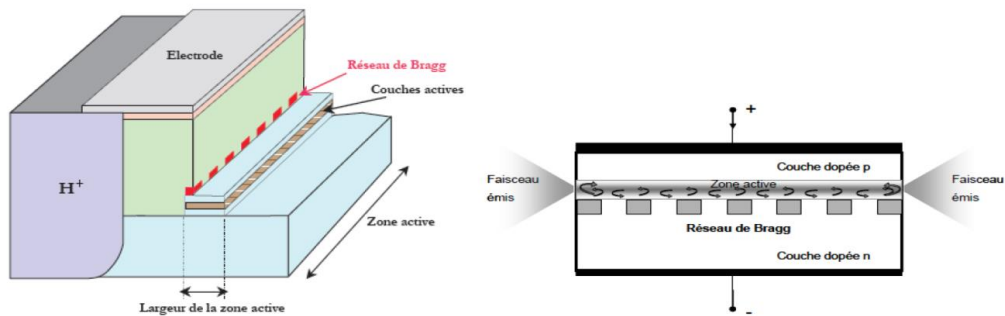 Electrode
Réseau de Bragg
Couches actives
H+
Zone active
Largeur de la zone active
+
Couche dopée p
Faisceau
émis
Zone active
Faisceau
émis
Réseau de Bragg
Couche dopée n
-